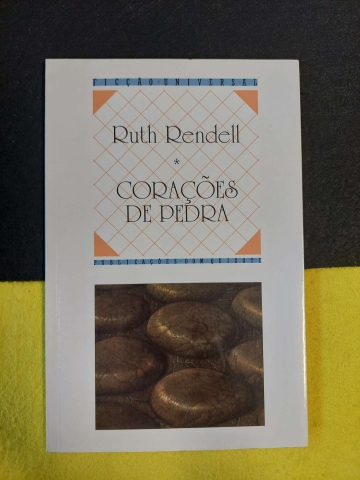 FICÇÃO UNIVERSAL
Ruth Rendell
*
CORAÇÕES
DE PEDRA
PUBLICAÇÕES DOM QUIXOTE